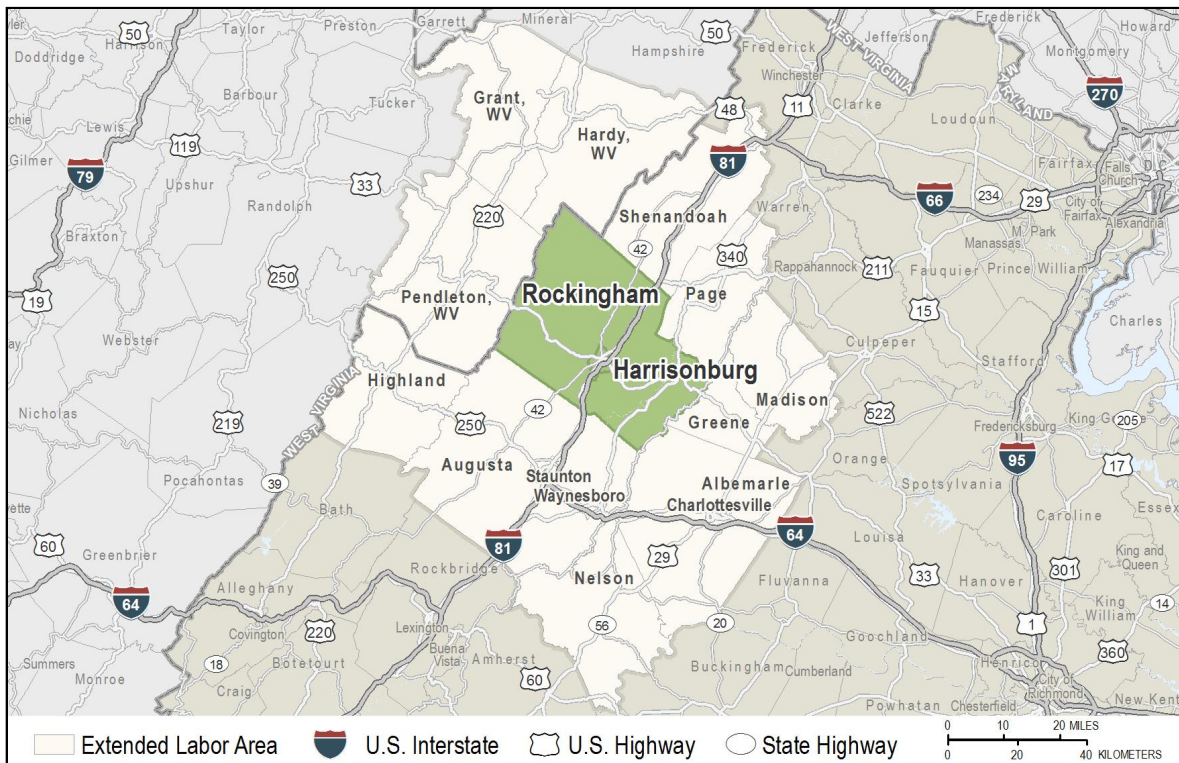 50
Taylor
Preston
Garrett
Mineral
50
Hampshire
Frederick
WEST VIRGINIA
Jefferson
Frederick
Howard
Doddridge
Harrison
Montgomery
Winchester
MARYLAND
270
Barbour
Tucker
Grant,
WV
Hardy,
WV
48
11
Clarke
Loudoun
Lewis
Gilmer
119
79
Upshur
33
81
Fairfax
Falls
Church
D.C.
Randolph
220
Shenandoah
Warren
66
234
29
City of
Fairfax
Alexandria
Braxton
42
340
M. Park
Manassas
Rappahannock
211
Fauquier
Prince William
250
19
Pendleton,
WV
Rockingham
Page
15
Charles
Webster
Culpeper
Stafford
Highland
Harrisonburg
WEST VIRGINIA
Nicholas
219
42
250
Madison
Greene
522
King George
205
Fredericksburg
Orange
95
17
Augusta
Staunton
Waynesboro
Albemarle
Charlottesville
Spotsylvania
Pocahontas
39
Bath
Caroline
Essex
60
Greenbrier
81
64
Louisa
Rockbridge
29
King and
Queen
Alleghany
Nelson
Fluvanna
33
Hanover
301
64
King
William
14
Covington
220
Lexington
56
20
Goochland
1
Buena
Vista
Amherst
360
18
Botetourt
Buckingham
Cumberland
Henrico
Summers
Monroe
Craig
60
City of
Richmond
New Kent
Powhatan
Chesterfield
Extended Labor Area
U.S. Interstate
U.S. Highway
State Highway
0 10 20 MILES
0 20 40 KILOMETERS